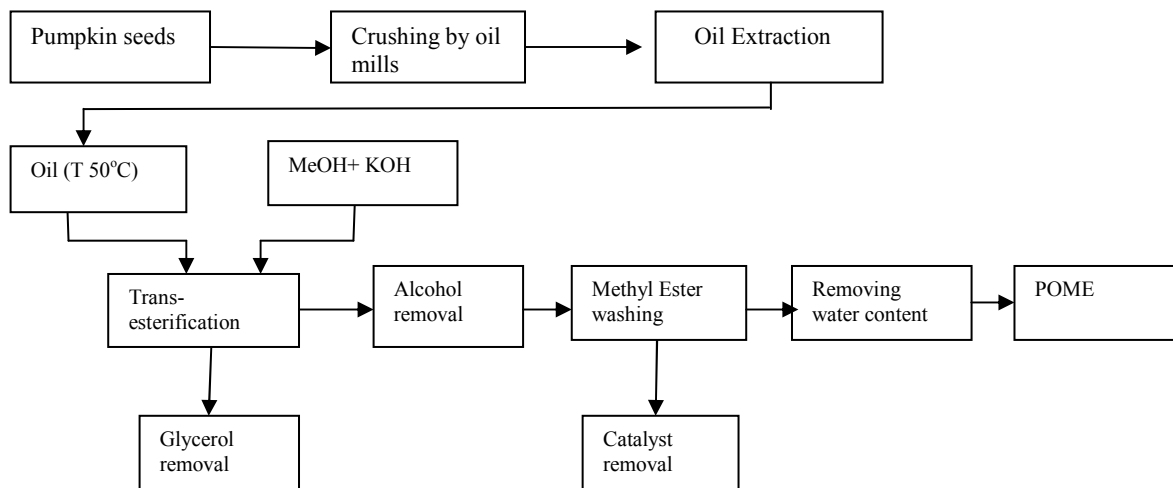 Pumpkin seeds
Crushing by oil
mills
Oil Extraction
Oil (T 50°C)
MeOH+ KOH
Trans-
esterification
Alcohol
removal
Methyl Ester
washing
Removing
water content
POME
Glycerol
removal
Catalyst
removal